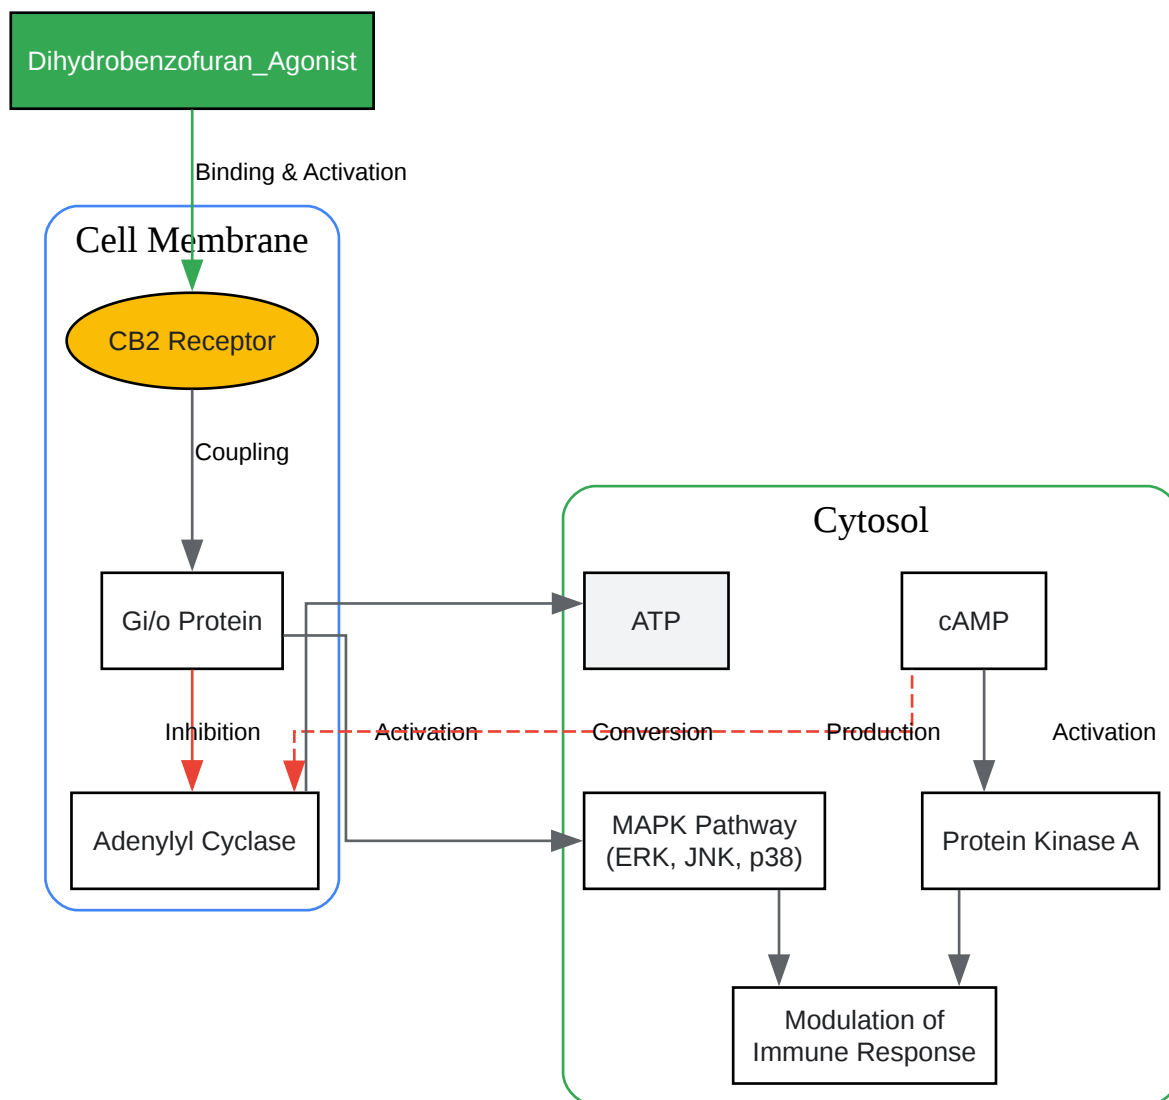 Dihydrobenzofuran_Agonist
Binding & Activation
Cell Membrane
CB2 Receptor
Coupling
Cytosol
Gi/o Protein
ATP
cAMP
Inhibition
Activation
Conversion
Production
Activation
Adenylyl Cyclase
MAPK Pathway
(ERK, JNK, p38)
Protein Kinase A
Modulation of
Immune Response